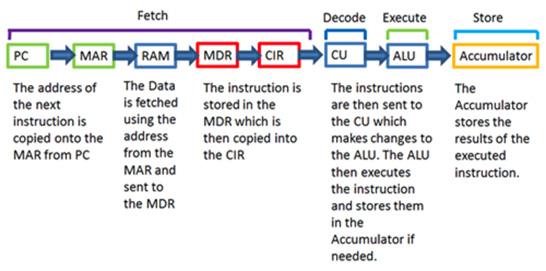 Fetch
Decode
Execute
Store
PC
MAR
RAM
MDR
CIR
CU
ALU
Accumulator
The address of
the next
instruction is
copied onto the
MAR from PC
The Data is
fetched
using the
address
from the
MAR and
sent to
the MDR
The instruction is
stored in the
MDR which is
then copied into
the CIR
The instructions
are then sent to
the CU which
makes changes to
the ALU. The ALU
then executes
the instruction
and stores them
in the
Accumulator if
needed.
The
Accumulator
stores the
results of the
executed
instruction.